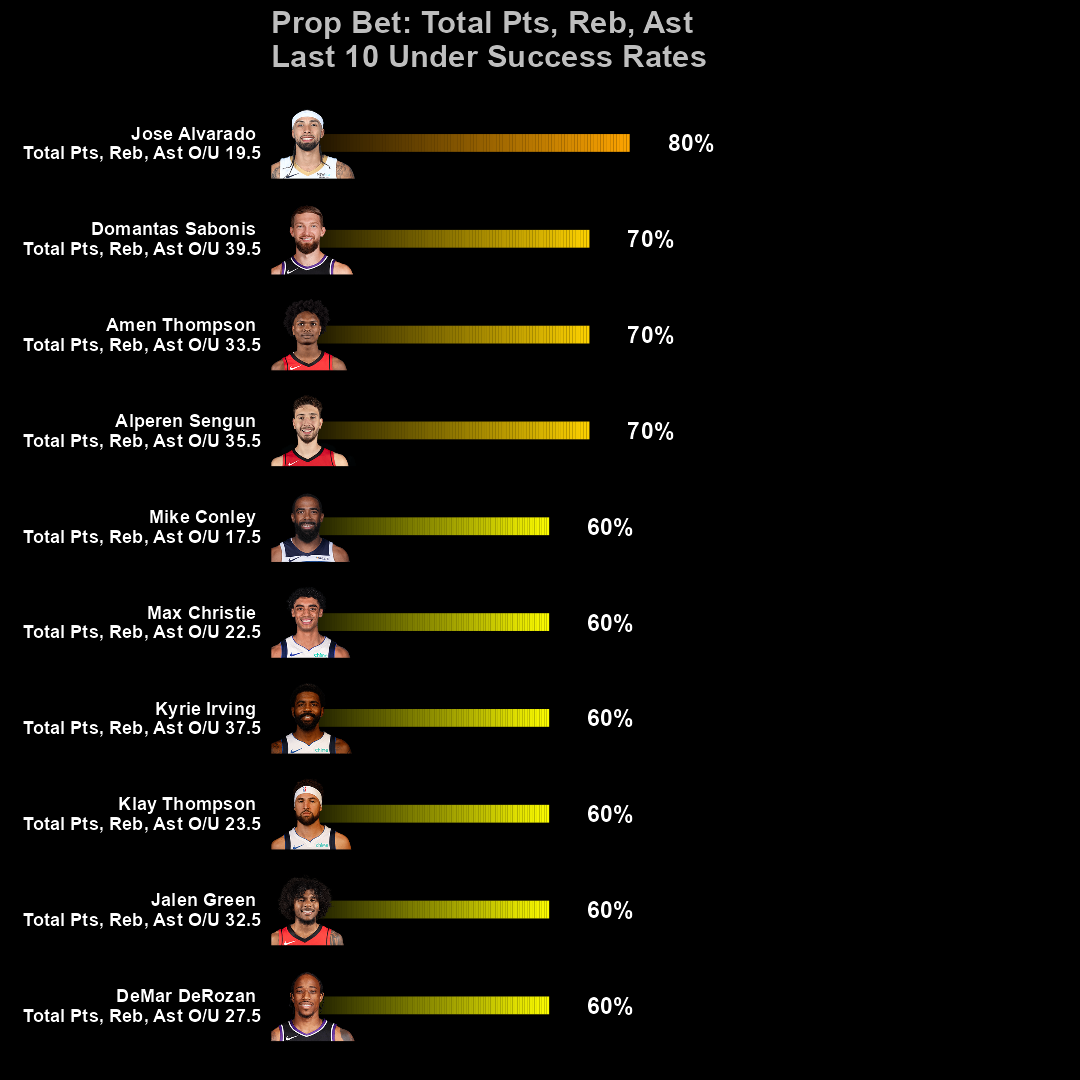 Prop Bet: Total Pts, Reb, Ast
Last 10 Under Success Rates
Jose Alvarado
Total Pts, Reb, Ast O/U 19.5
80%
Domantas Sabonis
Total Pts, Reb, Ast O/U 39.5
70%
Amen Thompson
Total Pts, Reb, Ast O/U 33.5
70%
Alperen Sengun
Total Pts, Reb, Ast O/U 35.5
70%
Mike Conley
Total Pts, Reb, Ast O/U 17.5
60%
Max Christie
Total Pts, Reb, Ast O/U 22.5
60%
Kyrie Irving
Total Pts, Reb, Ast O/U 37.5
60%
Klay Thompson
Total Pts, Reb, Ast O/U 23.5
60%
Jalen Green
Total Pts, Reb, Ast O/U 32.5
60%
DeMar DeRozan
Total Pts, Reb, Ast O/U 27.5
60%